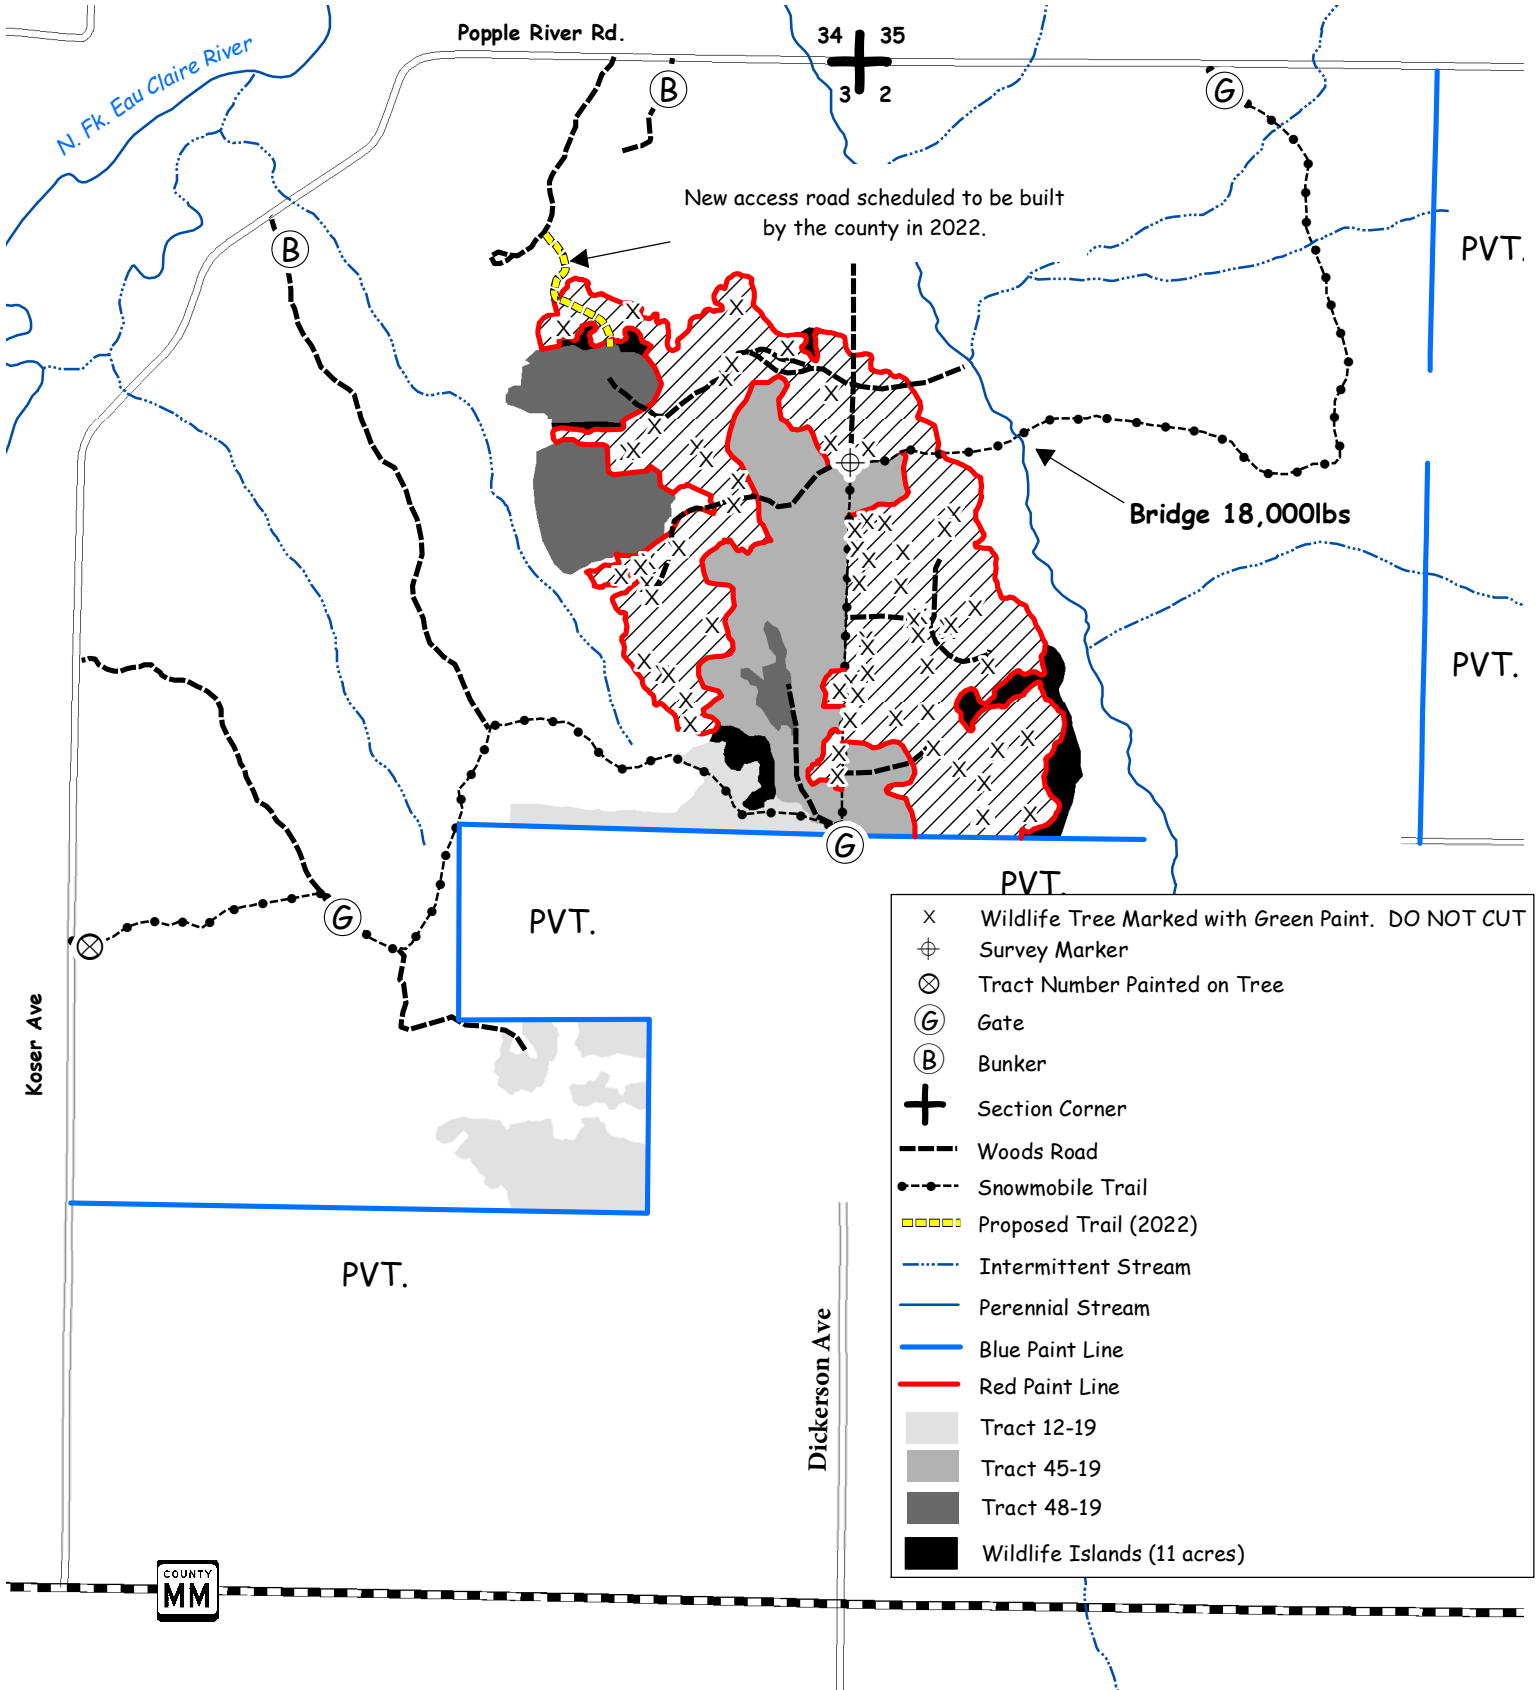 Popple River Rd.
34 35
3 2
N. Fk. Eau Claire River
B
G
B
New access road scheduled to be built
by the county in 2022.
PVT.
Bridge 18,000lbs
PVT.
G
PVT.
PVT.
G
Koser Ave
PVT.
Dickerson Ave
X Wildlife Tree Marked with Green Paint. DO NOT CUT
Survey Marker
Tract Number Painted on Tree
G Gate
B Bunker
Section Corner
Woods Road
Snowmobile Trail
Proposed Trail (2022)
Intermittent Stream
Perennial Stream
Blue Paint Line
Red Paint Line
Tract 12-19
Tract 45-19
Tract 48-19
Wildlife Islands (11 acres)
COUNTY
MM